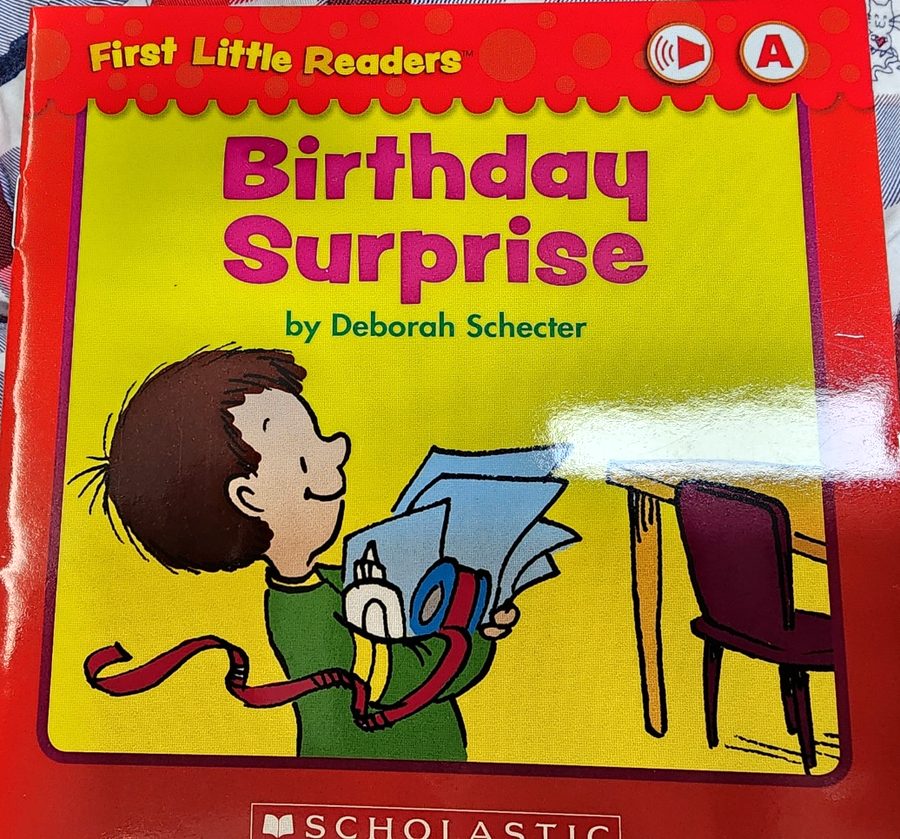 First Little Readers™
A
Birthday
Surprise
by Deborah Schecter
SCHOLASTIC